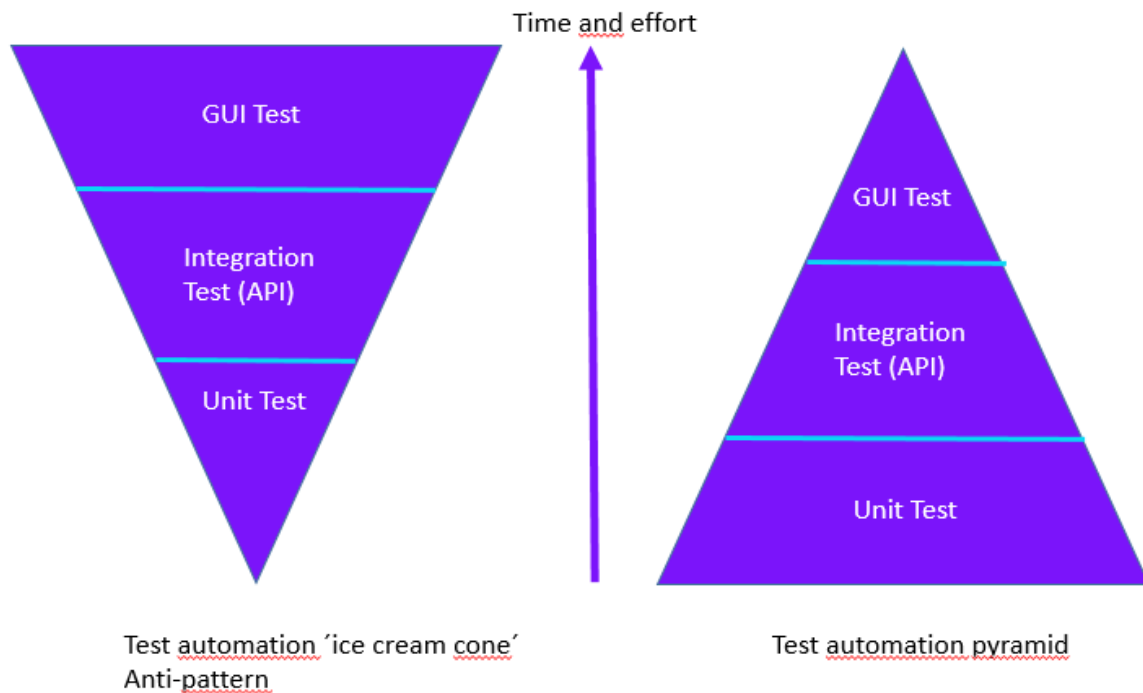 Time and effort
GUI Test
Integration
Test (API)
Unit Test
GUI Test
Integration
Test (API)
Unit Test
Test automation ´ice cream cone´
Anti-pattern
Test automation pyramid